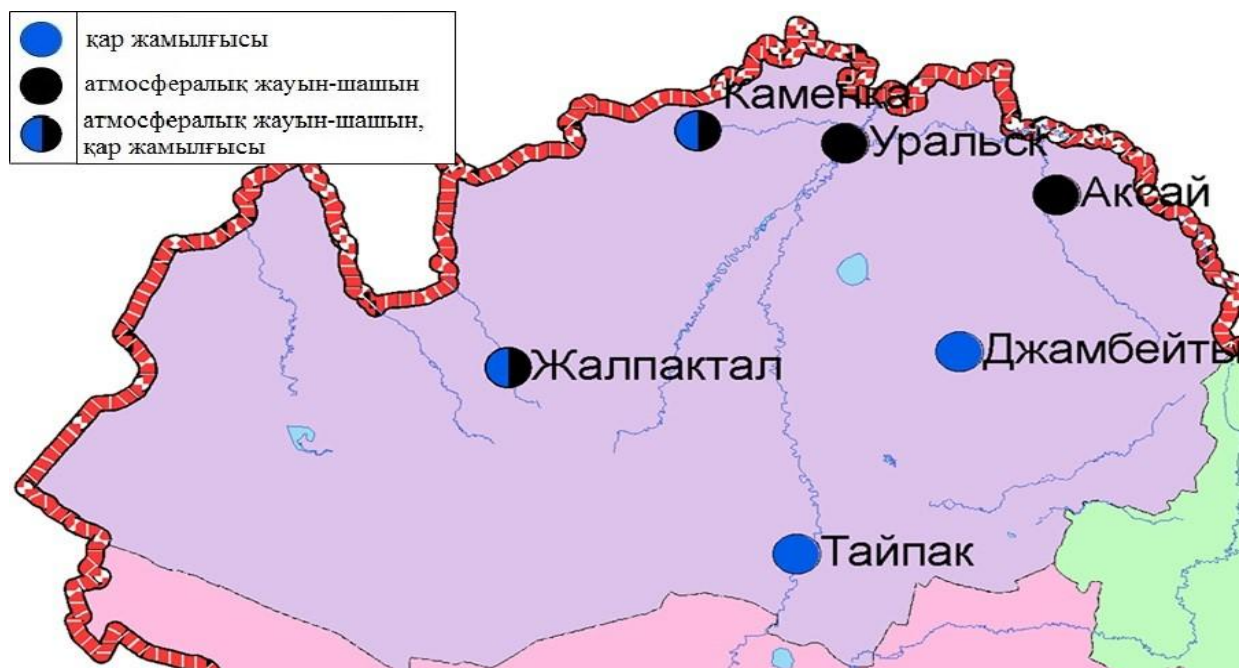 қар жамылғысы
атмосфералық жауын-шашын
атмосфералық жауын-шашын,
қар жамылғысы
Каменка
Уральск
Аксай
Джамбейты
Жалпактал
Тайпак